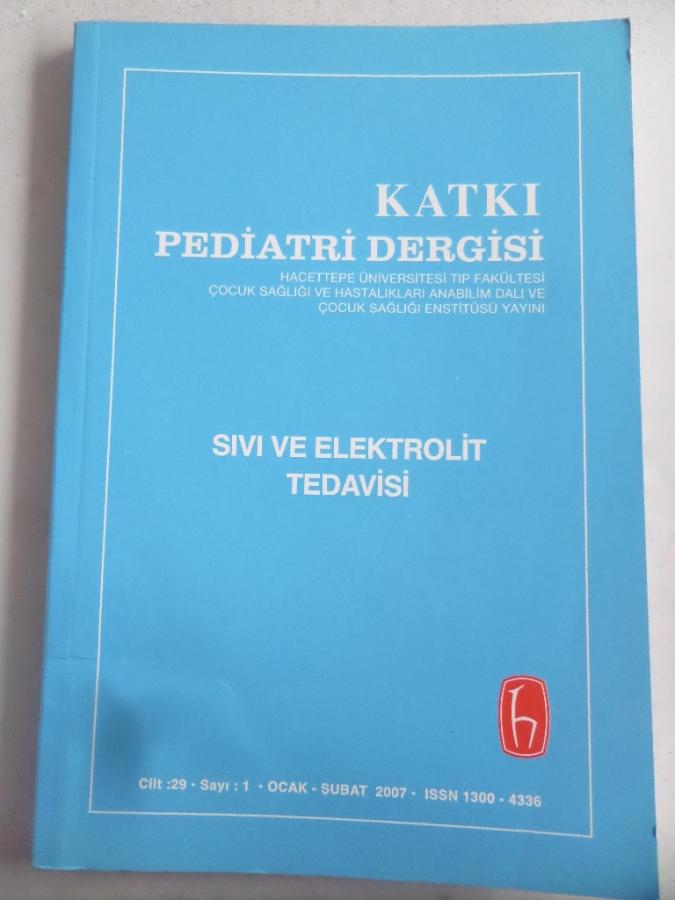 KATKI
PEDİATRİ DERGİSİ
HACETTEPE ÜNİVERSİTESİ TIP FAKÜLTESİ
ÇOCUK SAĞLIĞI VE HASTALIKLARI ANABİLİM DALI VE
ÇOCUK SAĞLIĞI ENSTİTÜSÜ YAYINI
SIVI VE ELEKTROLİT
TEDAVİSİ
Cilt :29 • Sayı : 1 • OCAK - ŞUBAT 2007 • ISSN 1300 - 4336